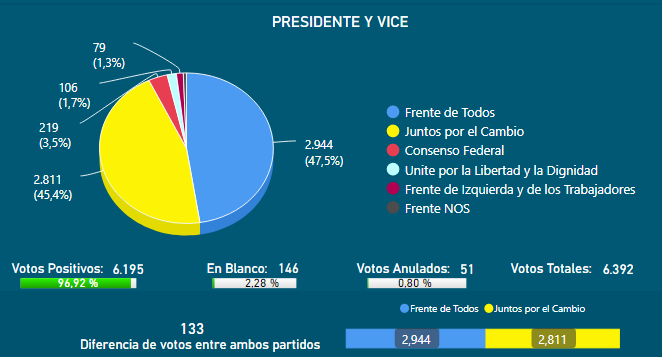 PRESIDENTE Y VICE
79
(1,3%)
106
(1,7%)
219
(3,5%)
2.811
(45,4%)
2.944
(47,5%)
Frente de Todos
Juntos por el Cambio
Consenso Federal
Unite por la Libertad y la Dignidad
Frente de Izquierda y de los Trabajadores
Frente NOS
Votos Positivos: 6.195
96,92 %
En Blanco: 146
2,28 %
Votos Anulados: 51
0,80 %
Votos Totales: 6.392
Frente de Todos Juntos por el Cambio
133
Diferencia de votos entre ambos partidos
2,944 2,811